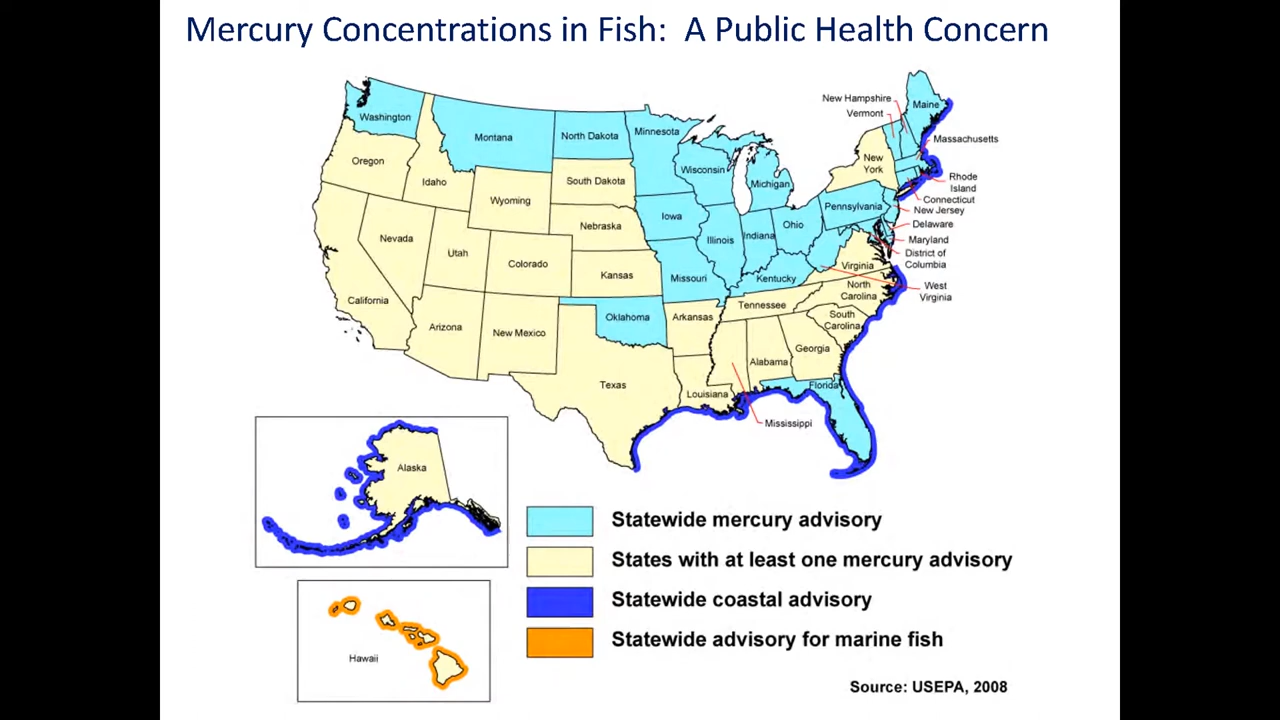 Mercury Concentrations in Fish:  A Public Health Concern
New Hampshire
Vermont
Maine
Washington
Montana
North Dakota
Minnesota
Massachusetts
Oregon
Idaho
Wyoming
South Dakota
Wisconsin
Michigan
New
York
Rhode
Island
Connecticut
New Jersey
Delaware
Maryland
District of
Columbia
West
Virginia
Nevada
Utah
Colorado
Nebraska
Kansas
Iowa
Illinois
Indiana
Ohio
Pennsylvania
Missouri
Kentucky
Virginia
North
Carolina
California
Arizona
New Mexico
Oklahoma
Arkansas
Tennessee
South
Carolina
Texas
Louisiana
Alabama
Georgia
Florida
Mississippi
Alaska
Hawaii
Statewide mercury advisory
States with at least one mercury advisory
Statewide coastal advisory
Statewide advisory for marine fish
Source: USEPA, 2008